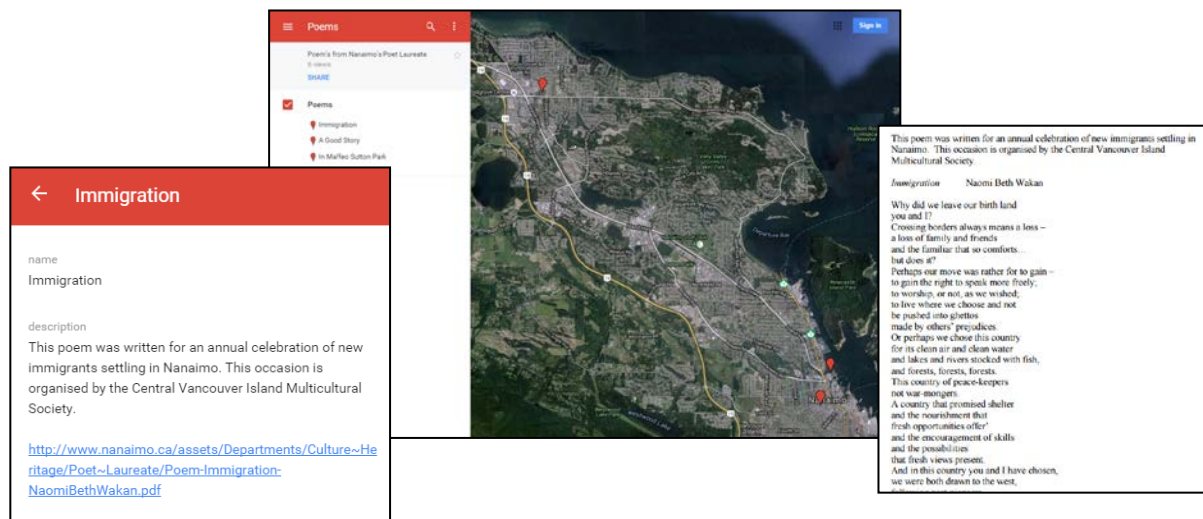 Poems
Poem's from Nanaimo's Poet Laureate
6 views
SHARE
Poems
Immigration
A Good Story
In Maffeo Sutton Park
Sign in
Departure Bay
Westwood Lake
Nanaimo
Immigration
name
Immigration
description
This poem was written for an annual celebration of new
immigrants settling in Nanaimo. This occasion is
organised by the Central Vancouver Island Multicultural
Society.
http://www.nanaimo.ca/assets/Departments/Culture~He
ritage/Poet~Laureate/Poem-Immigration-
NaomiBethWakan.pdf
This poem was written for an annual celebration of new immigrants settling in
Nanaimo. This occasion is organised by the Central Vancouver Island
Multicultural Society.
Immigration Naomi Beth Wakan
Why did we leave our birth land
you and I?
Crossing borders always means a loss –
a loss of family and friends
and the familiar that so comforts…
but does it?
Perhaps our move was rather for to gain –
to gain the right to speak more freely;
to worship, or not, as we wished;
to live where we choose and not
be pushed into ghettos
made by others' prejudices.
Or perhaps we chose this country
for its clean air and clean water
and lakes and rivers stocked with fish,
and forests, forests, forests.
This country of peace-keepers
not war-mongers.
A country that promised shelter
and the nourishment that
fresh opportunities offer'
and the encouragement of skills
and the possibilities
that fresh views present.
And in this country you and I have chosen,
we were both drawn to the west,